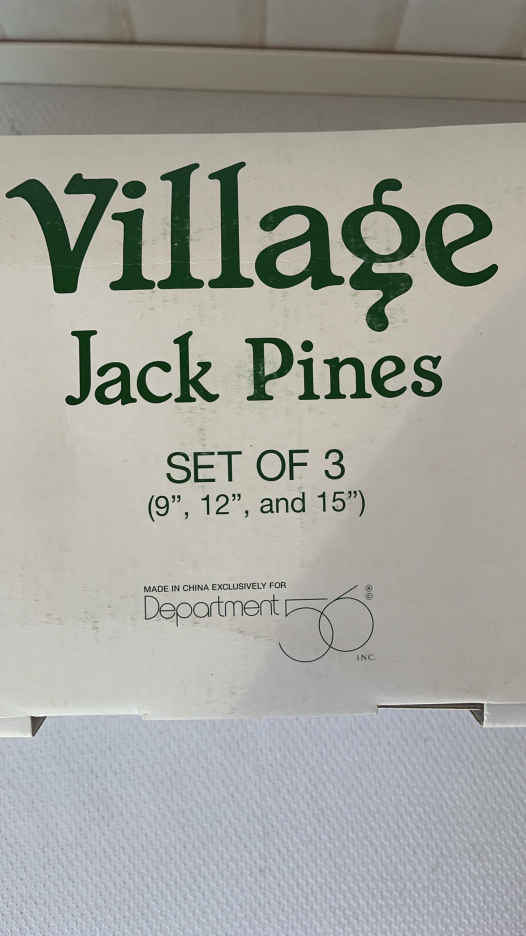 Village
Jack Pines
SET OF 3
(9”, 12”, and 15”)
MADE IN CHINA EXCLUSIVELY FOR
Department 56 ® ©
INC.